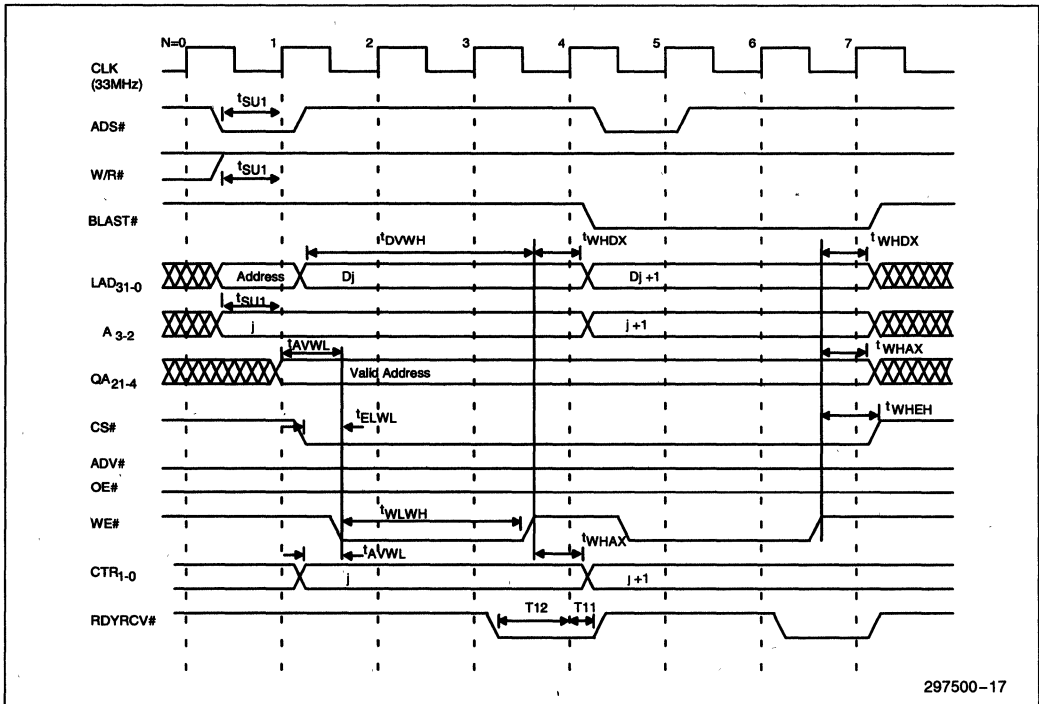 N=0 1 2 3 4 5 6 7
CLK
(33MHz)
tSU1
ADS#
tSU1
W/R#
BLAST#
tDVWH tWHDX tWHDX
LAD31-0 Address Dj Dj +1
tSU1
A3-2 j j+1
tAVWL tWHAX
QA21-4 Valid Address
tELWL tWHEH
CS#
ADV#
OE#
WE# tWLWH
tAVWL tWHAX
CTR1-0 j j +1
RDYRCV# T12 T11
297500-17